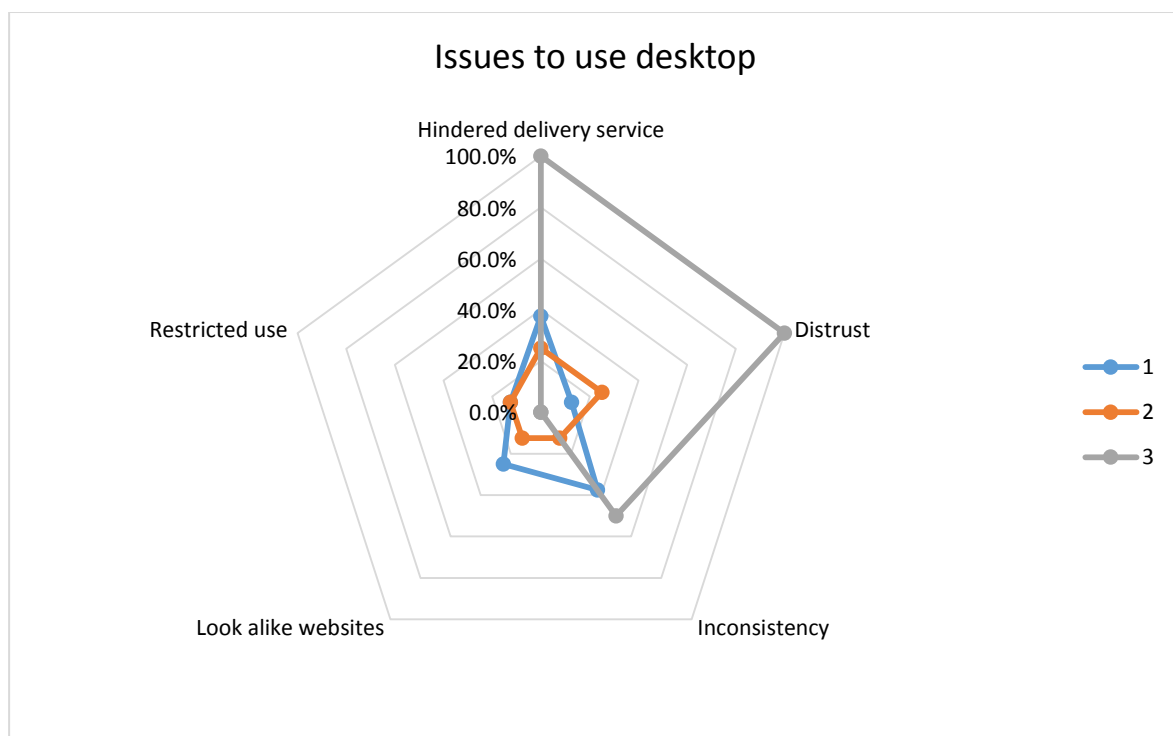 Issues to use desktop
Hindered delivery service
100.0%
80.0%
60.0%
40.0%
20.0%
0.0%
Restricted use
Distrust
Look alike websites
Inconsistency
1
2
3